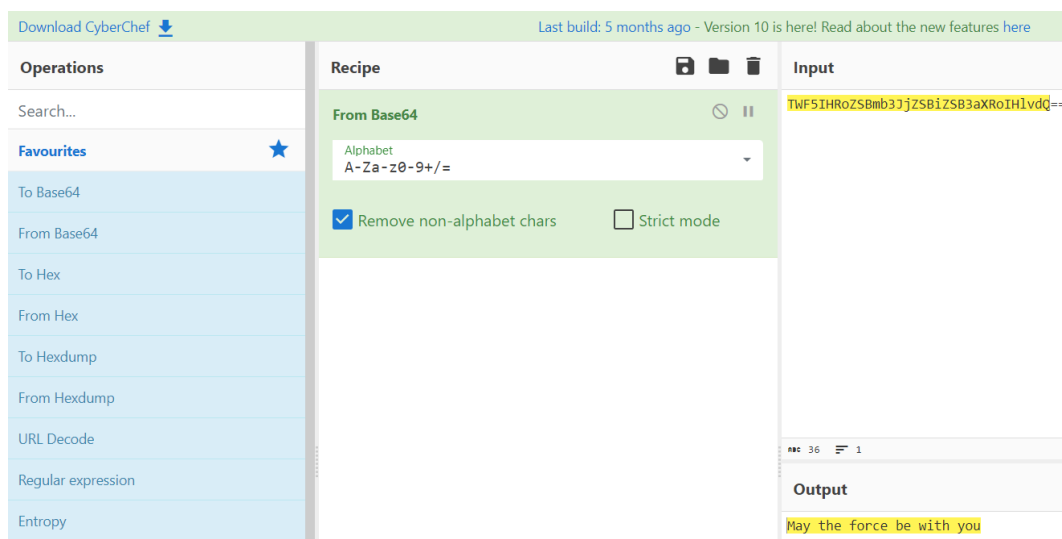 Download CyberChef
Last build: 5 months ago - Version 10 is here! Read about the new features here
Operations
Search...
Favourites
To Base64
From Base64
To Hex
From Hex
To Hexdump
From Hexdump
URL Decode
Regular expression
Entropy
Recipe
From Base64
Alphabet
A-Za-z0-9+/=
Remove non-alphabet chars
Strict mode
Input
TWF5IHRoZSBmb3JjZSBiZSB3aXRoIHlvdQ==
ABC 36 1
Output
May the force be with you